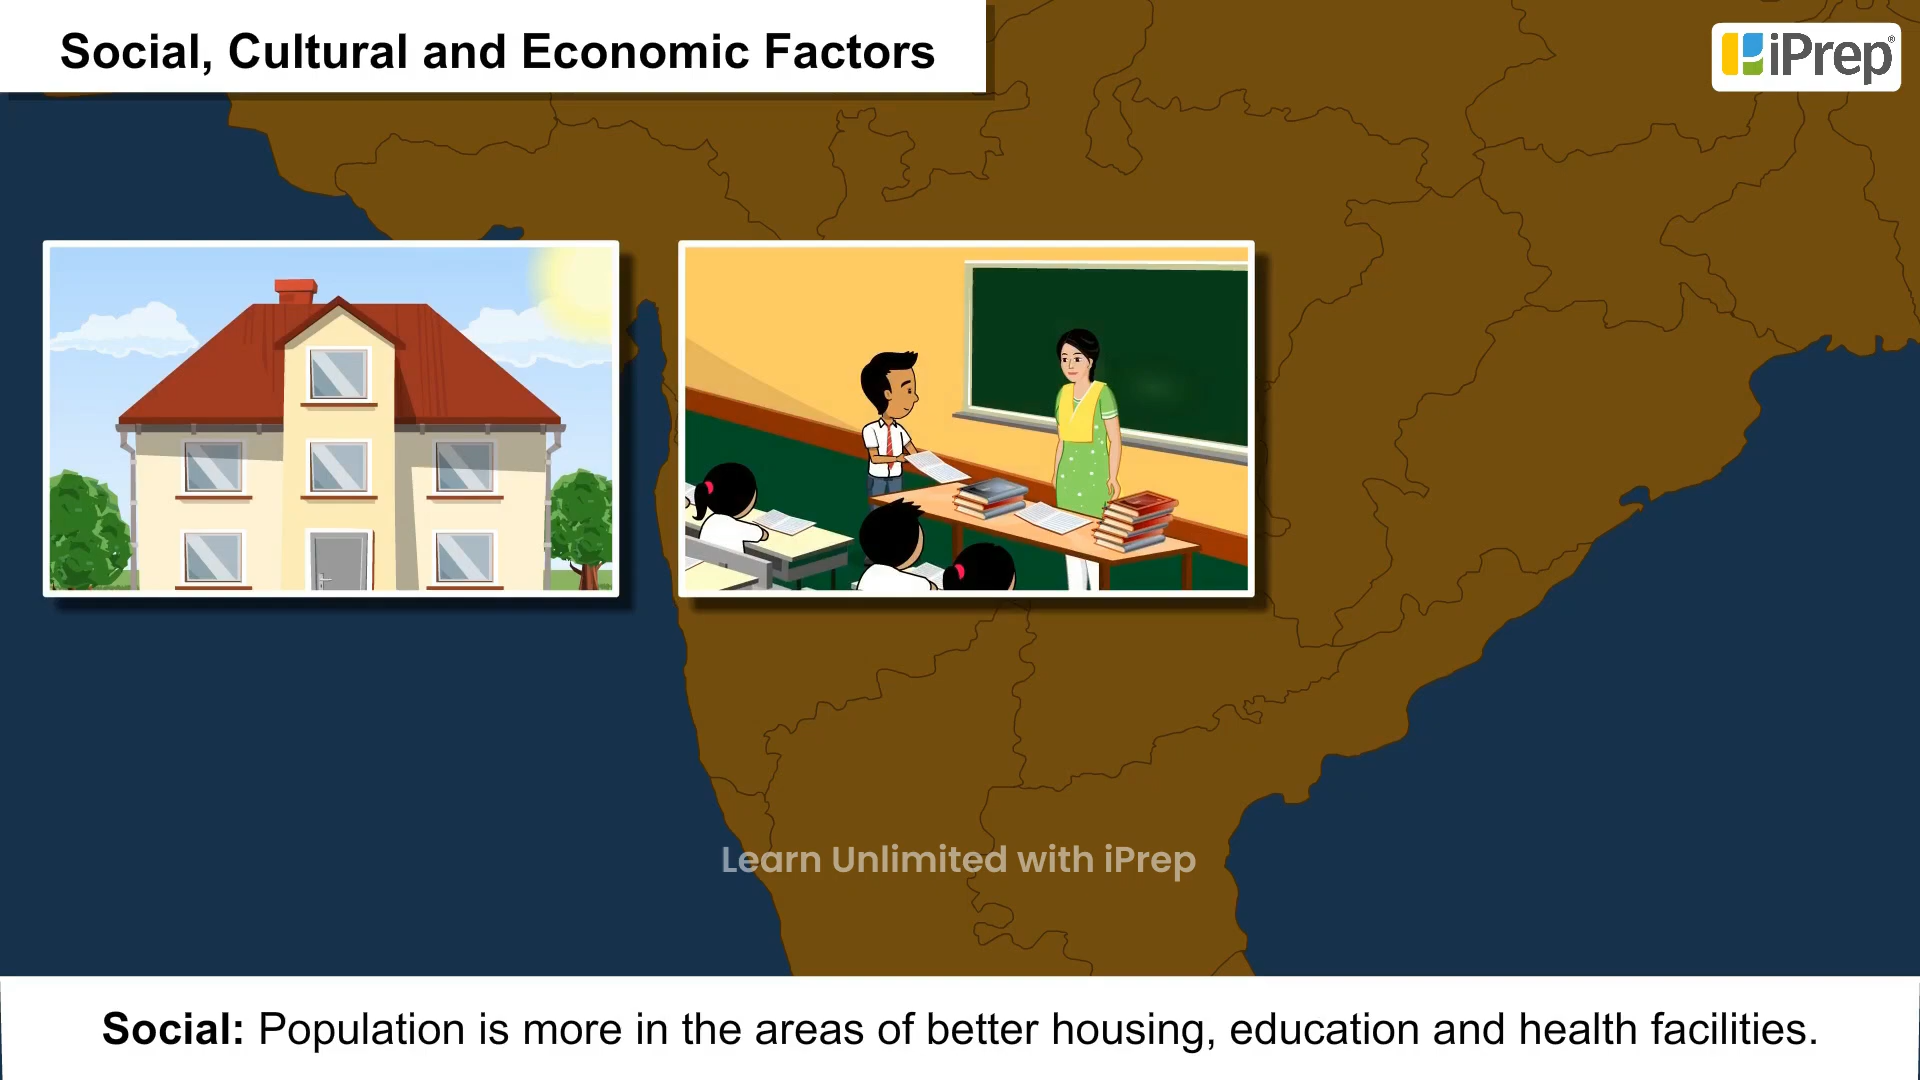 Social, Cultural and Economic Factors
iPrep®
Learn Unlimited with iPrep
Social: Population is more in the areas of better housing, education and health facilities.